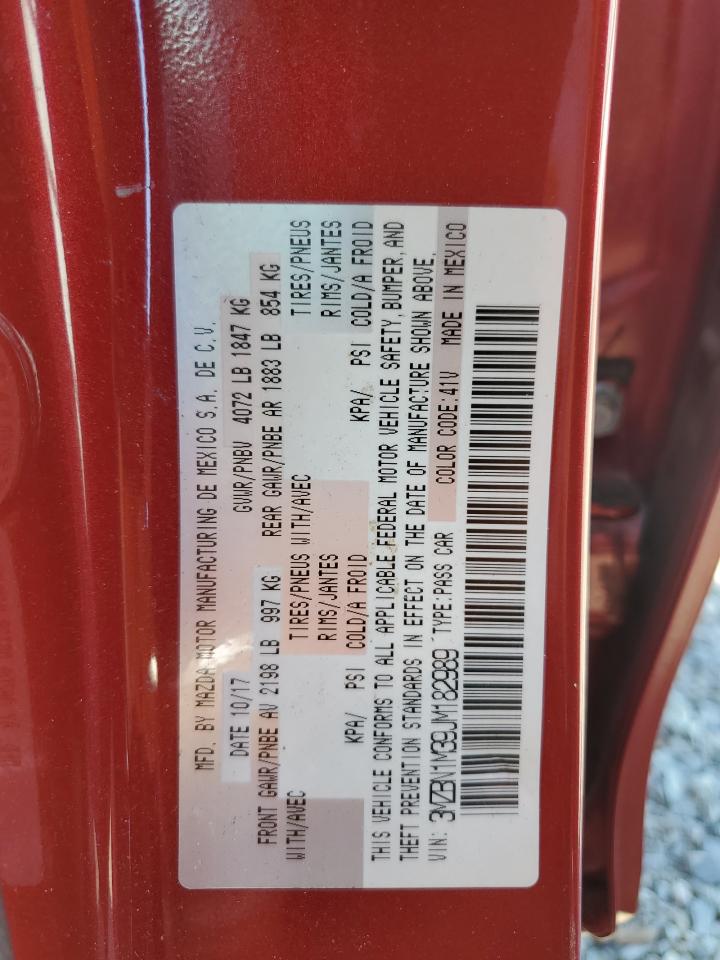 MFD. BY MAZDA MOTOR MANUFACTURING DE MEXICO S.A. DE C.V.
DATE 10/17 GVWR/PNBV 4072 LB 1847 KG
FRONT GAWR/PNBE AV 2198 LB 997 KG REAR GAWR/PNBE AR 1883 LB 854 KG
WITH/AVEC TIRES/PNEUS WITH/AVEC TIRES/PNEUS
RIMS/JANTES RIMS/JANTES
KPA/ PSI COLD/A FROID KPA/ PSI COLD/A FROID
THIS VEHICLE CONFORMS TO ALL APPLICABLE FEDERAL MOTOR VEHICLE SAFETY, BUMPER, AND
THEFT PREVENTION STANDARDS IN EFFECT ON THE DATE OF MANUFACTURE SHOWN ABOVE.
VIN: 3MZBN1M39JM182989 TYPE:PASS CAR COLOR CODE:41V MADE IN MEXICO